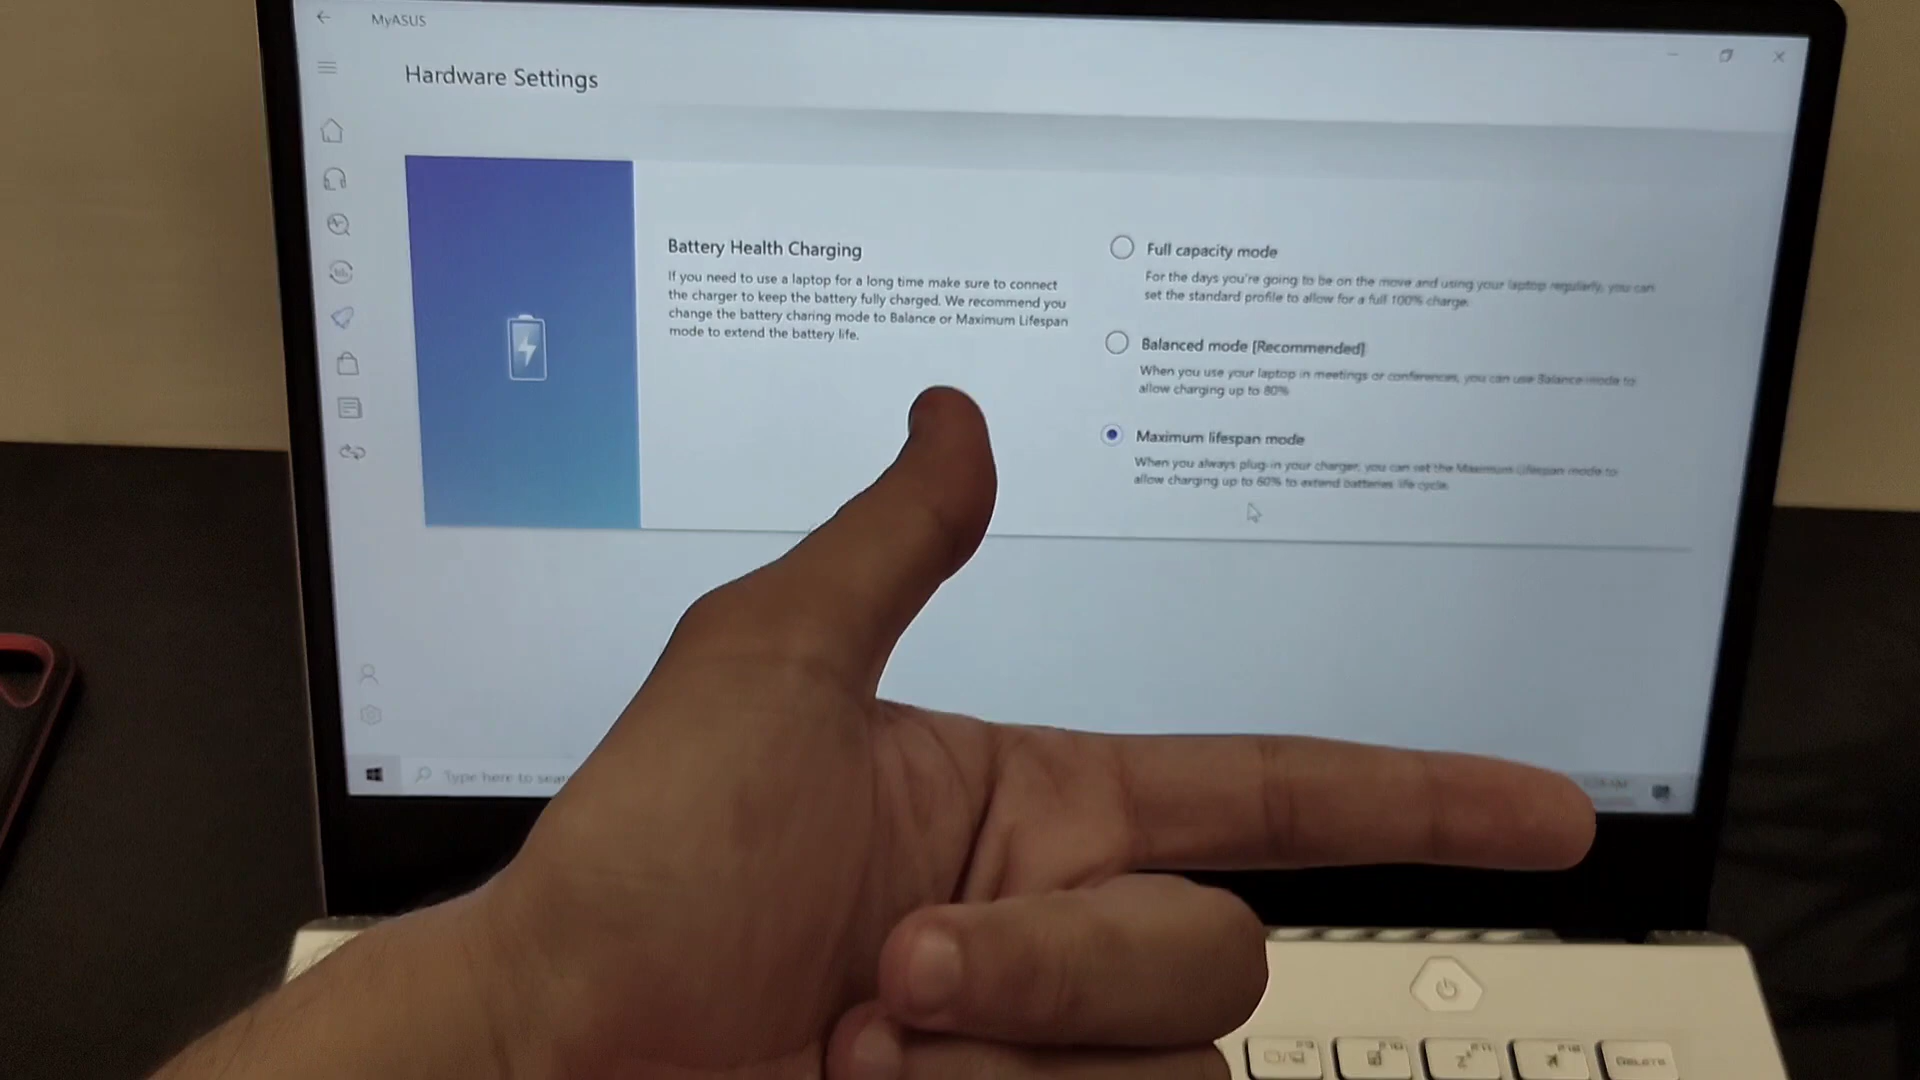 MyASUS
Hardware Settings
Battery Health Charging
If you need to use a laptop for a long time make sure to connect
the charger to keep the battery fully charged. We recommend you
change the battery charing mode to Balance or Maximum Lifespan
mode to extend the battery life.
Full capacity mode
For the days you're going to be on the move and using your laptop regularly, you can
set the standard profile to allow for a full 100% charge.
Balanced mode [Recommended]
When you use your laptop in meetings or conferences, you can use Balance mode to
allow charging up to 80%
Maximum lifespan mode
When you always plug-in your charger, you can set the Maximum Lifespan mode to
allow charging up to 60% to extend batteries life cycle.
Type here to sear
F11
DELETE